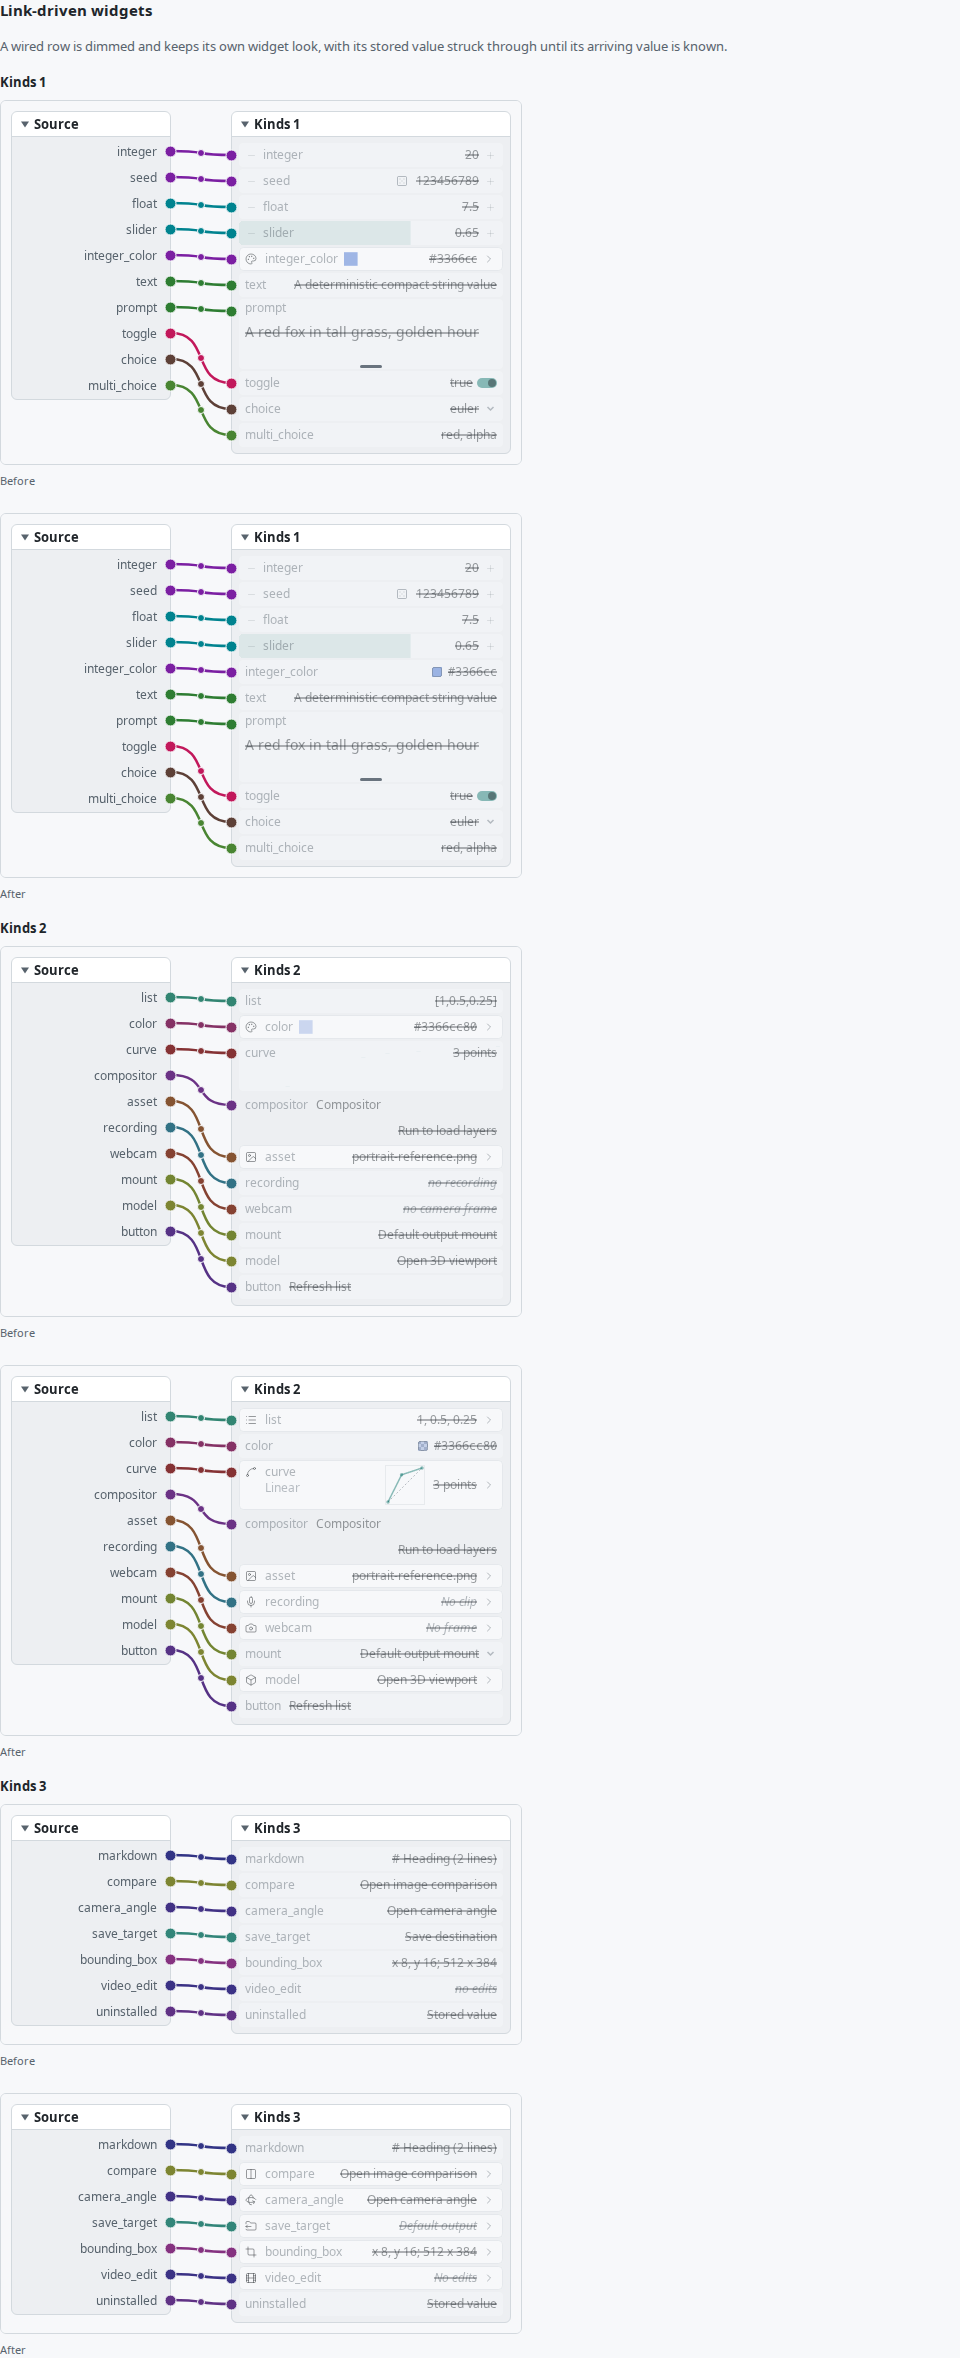 Link-driven widgets
A wired row is dimmed and keeps its own widget look, with its stored value struck through until its arriving value is known.
Kinds 1
Source
integer
seed
float
slider
integer_color
text
prompt
toggle
choice
multi_choice
Kinds 1
− integer 20 +
− seed 123456789 +
− float 7.5 +
− slider 0.65 +
integer_color #3366cc
text A deterministic compact string value
prompt
A red fox in tall grass, golden hour
toggle true
choice euler
multi_choice red, alpha
Before
Source
integer
seed
float
slider
integer_color
text
prompt
toggle
choice
multi_choice
Kinds 1
− integer 20 +
− seed 123456789 +
− float 7.5 +
− slider 0.65 +
integer_color #3366cc
text A deterministic compact string value
prompt
A red fox in tall grass, golden hour
toggle true
choice euler
multi_choice red, alpha
After
Kinds 2
Source
list
color
curve
compositor
asset
recording
webcam
mount
model
button
Kinds 2
list [1,0.5,0.25]
color #3366cc80
curve 3 points
compositor Compositor
Run to load layers
asset portrait-reference.png
recording no recording
webcam no camera frame
mount Default output mount
model Open 3D viewport
button Refresh list
Before
Source
list
color
curve
compositor
asset
recording
webcam
mount
model
button
Kinds 2
list 1, 0.5, 0.25
color #3366cc80
curve
Linear
3 points
compositor Compositor
Run to load layers
asset portrait-reference.png
recording No clip
webcam No frame
mount Default output mount
model Open 3D viewport
button Refresh list
After
Kinds 3
Source
markdown
compare
camera_angle
save_target
bounding_box
video_edit
uninstalled
Kinds 3
markdown # Heading (2 lines)
compare Open image comparison
camera_angle Open camera angle
save_target Save destination
bounding_box x 8, y 16; 512 x 384
video_edit no edits
uninstalled Stored value
Before
Source
markdown
compare
camera_angle
save_target
bounding_box
video_edit
uninstalled
Kinds 3
markdown # Heading (2 lines)
compare Open image comparison
camera_angle Open camera angle
save_target Default output
bounding_box x 8, y 16; 512 x 384
video_edit No edits
uninstalled Stored value
After